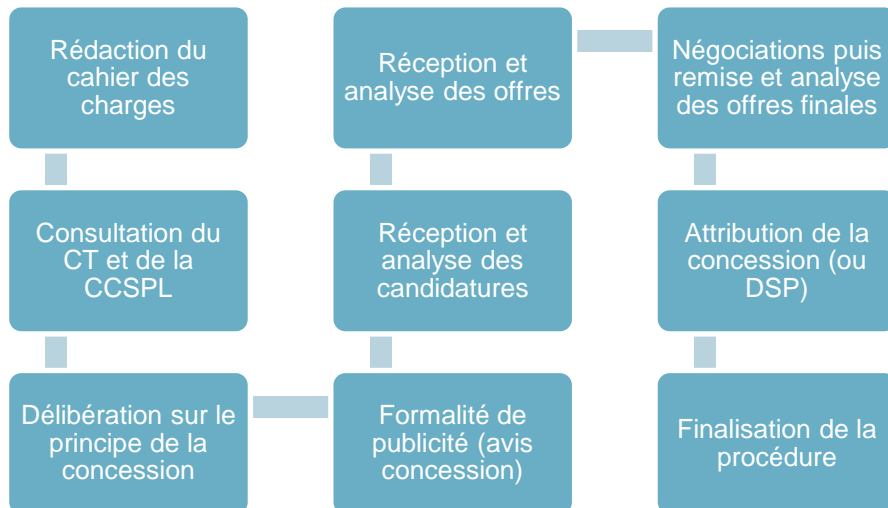 Rédaction du
cahier des
charges
Consultation du
CT et de la
CCSPL
Délibération sur le
principe de la
concession
Formalité de
publicité (avis
concession)
Réception et
analyse des
candidatures
Réception et
analyse des offres
Négociations puis
remise et analyse
des offres finales
Attribution de la
concession (ou
DSP)
Finalisation de la
procédure